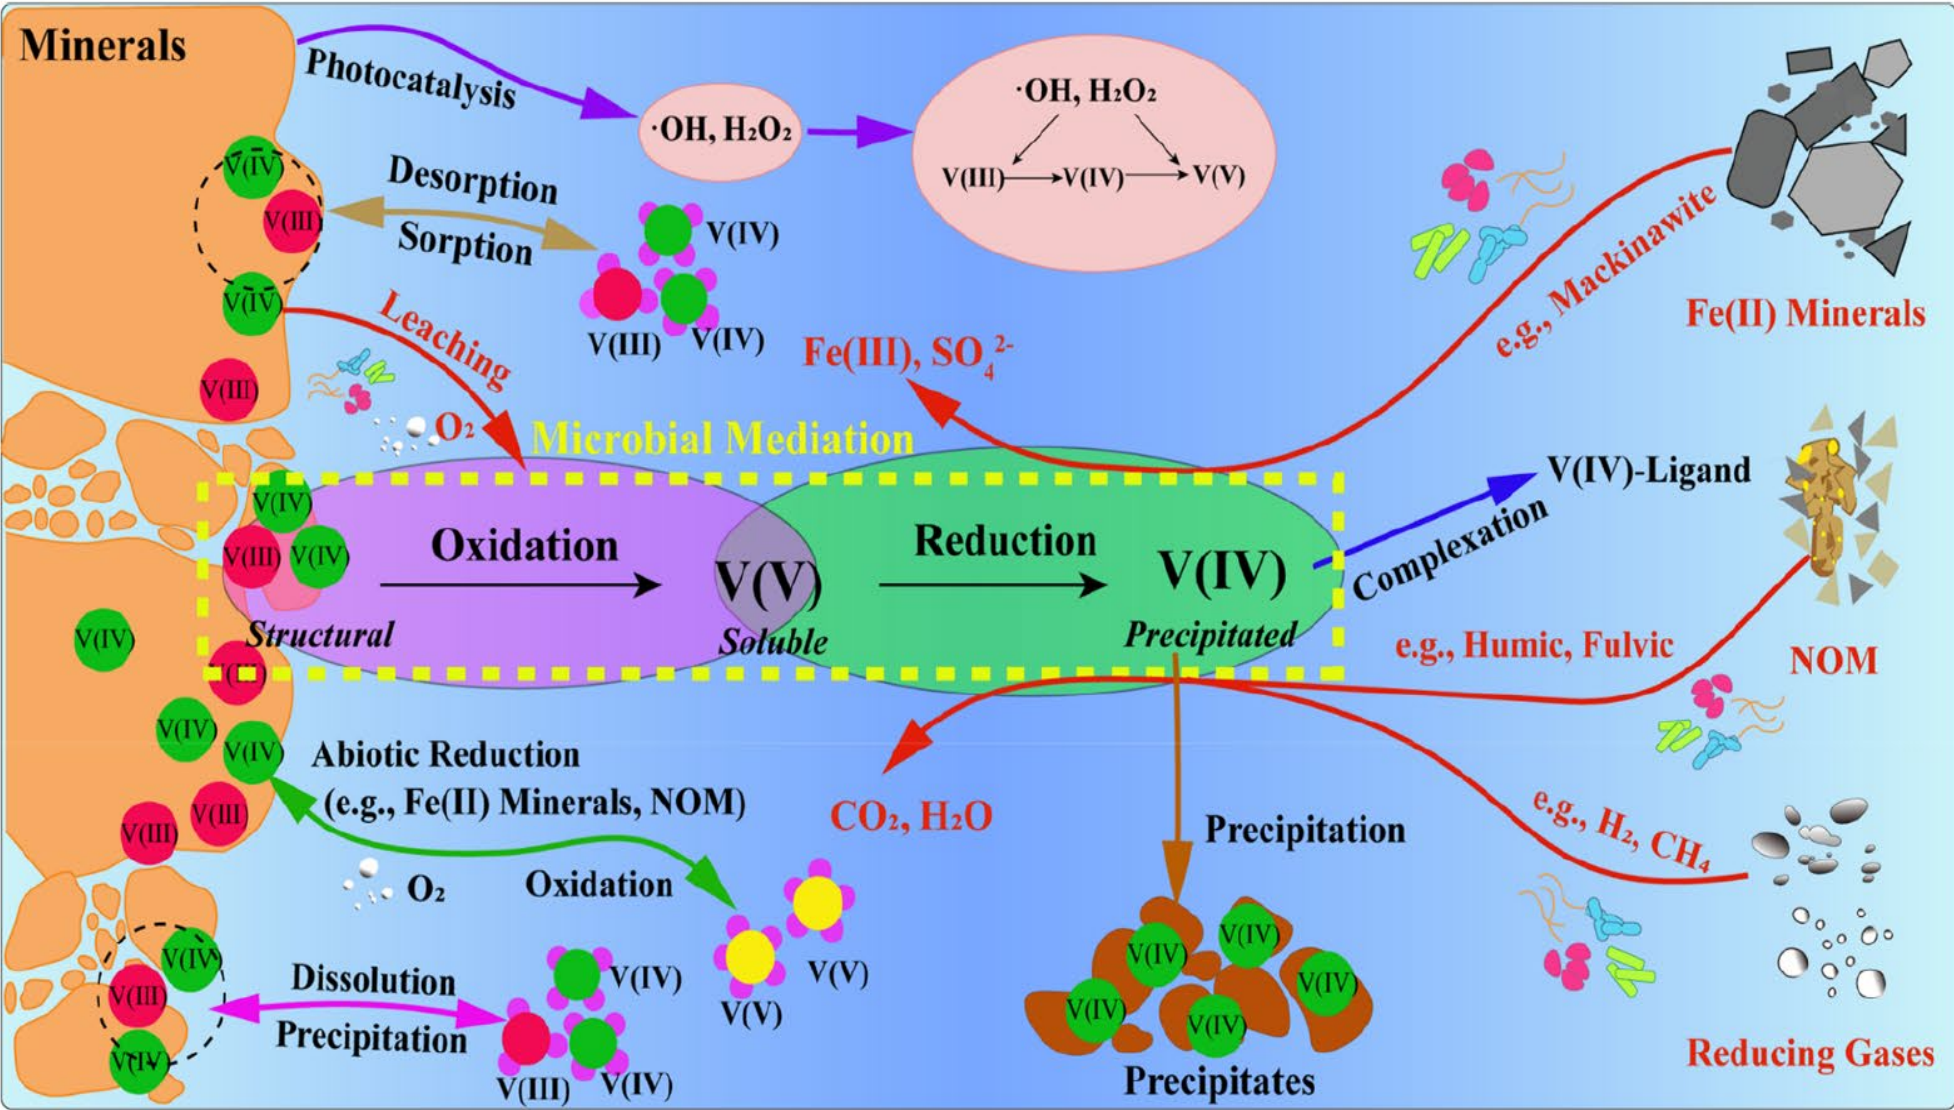 Minerals
Photocatalysis
·OH, H₂O₂
·OH, H₂O₂
V(III)
V(IV)
V(V)
V(IV)
V(III)
V(IV)
V(III)
Desorption
Sorption
V(IV)
V(III)
V(IV)
Leaching
O₂
Fe(III), SO₄²⁻
e.g., Mackinawite
Fe(II) Minerals
Microbial Mediation
V(IV)
V(III)
V(IV)
Structural
Oxidation
V(V)
Soluble
Reduction
V(IV)
Precipitated
Complexation
V(IV)-Ligand
e.g., Humic, Fulvic
NOM
V(IV)
V(IV)
V(IV)
V(III)
V(III)
Abiotic Reduction
(e.g., Fe(II) Minerals, NOM)
O₂
Oxidation
V(V)
V(V)
CO₂, H₂O
Precipitation
e.g., H₂, CH₄
Reducing Gases
V(IV)
V(III)
V(IV)
Dissolution
Precipitation
V(IV)
V(III)
V(IV)
V(IV)
V(IV)
V(IV)
V(IV)
V(IV)
Precipitates